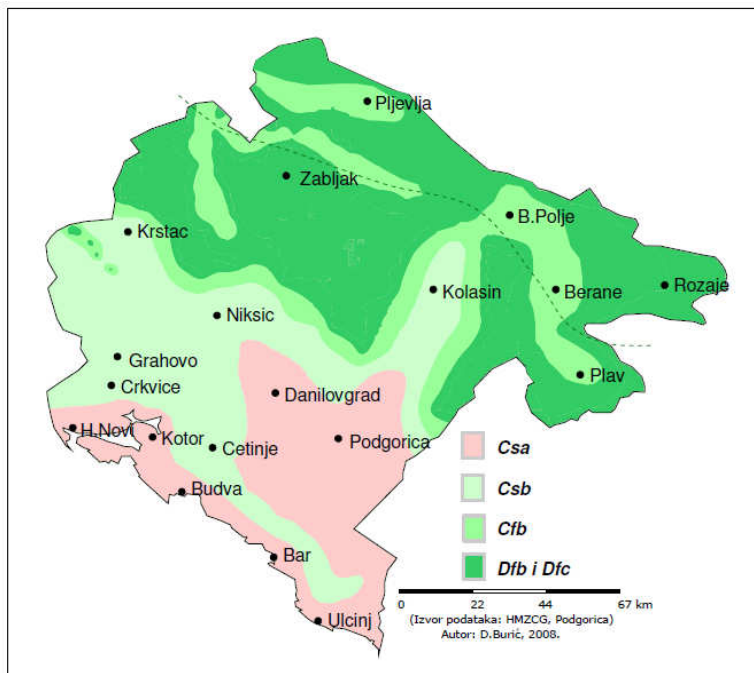 Pljevlja
Zabljak
B.Polje
Krstac
Kolasin
Berane
Rozaje
Niksic
Grahovo
Plav
Crkvice
Danilovgrad
H.Novi
Kotor
Podgorica
Cetinje
Csa
Budva
Csb
Cfb
Bar
Dfb i Dfc
0 22 44 67 km
Ulcinj
(Izvor podataka: HMZCG, Podgorica)
Autor: D.Burić, 2008.